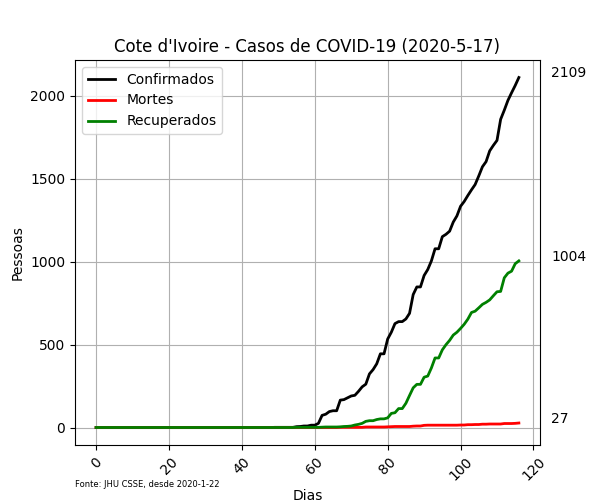 Cote d'Ivoire - Casos de COVID-19 (2020-5-17)
Confirmados
Mortes
Recuperados
2109
1004
27
2000
1500
1000
500
0
Pessoas
0
20
40
60
80
100
120
Fonte: JHU CSSE, desde 2020-1-22
Dias